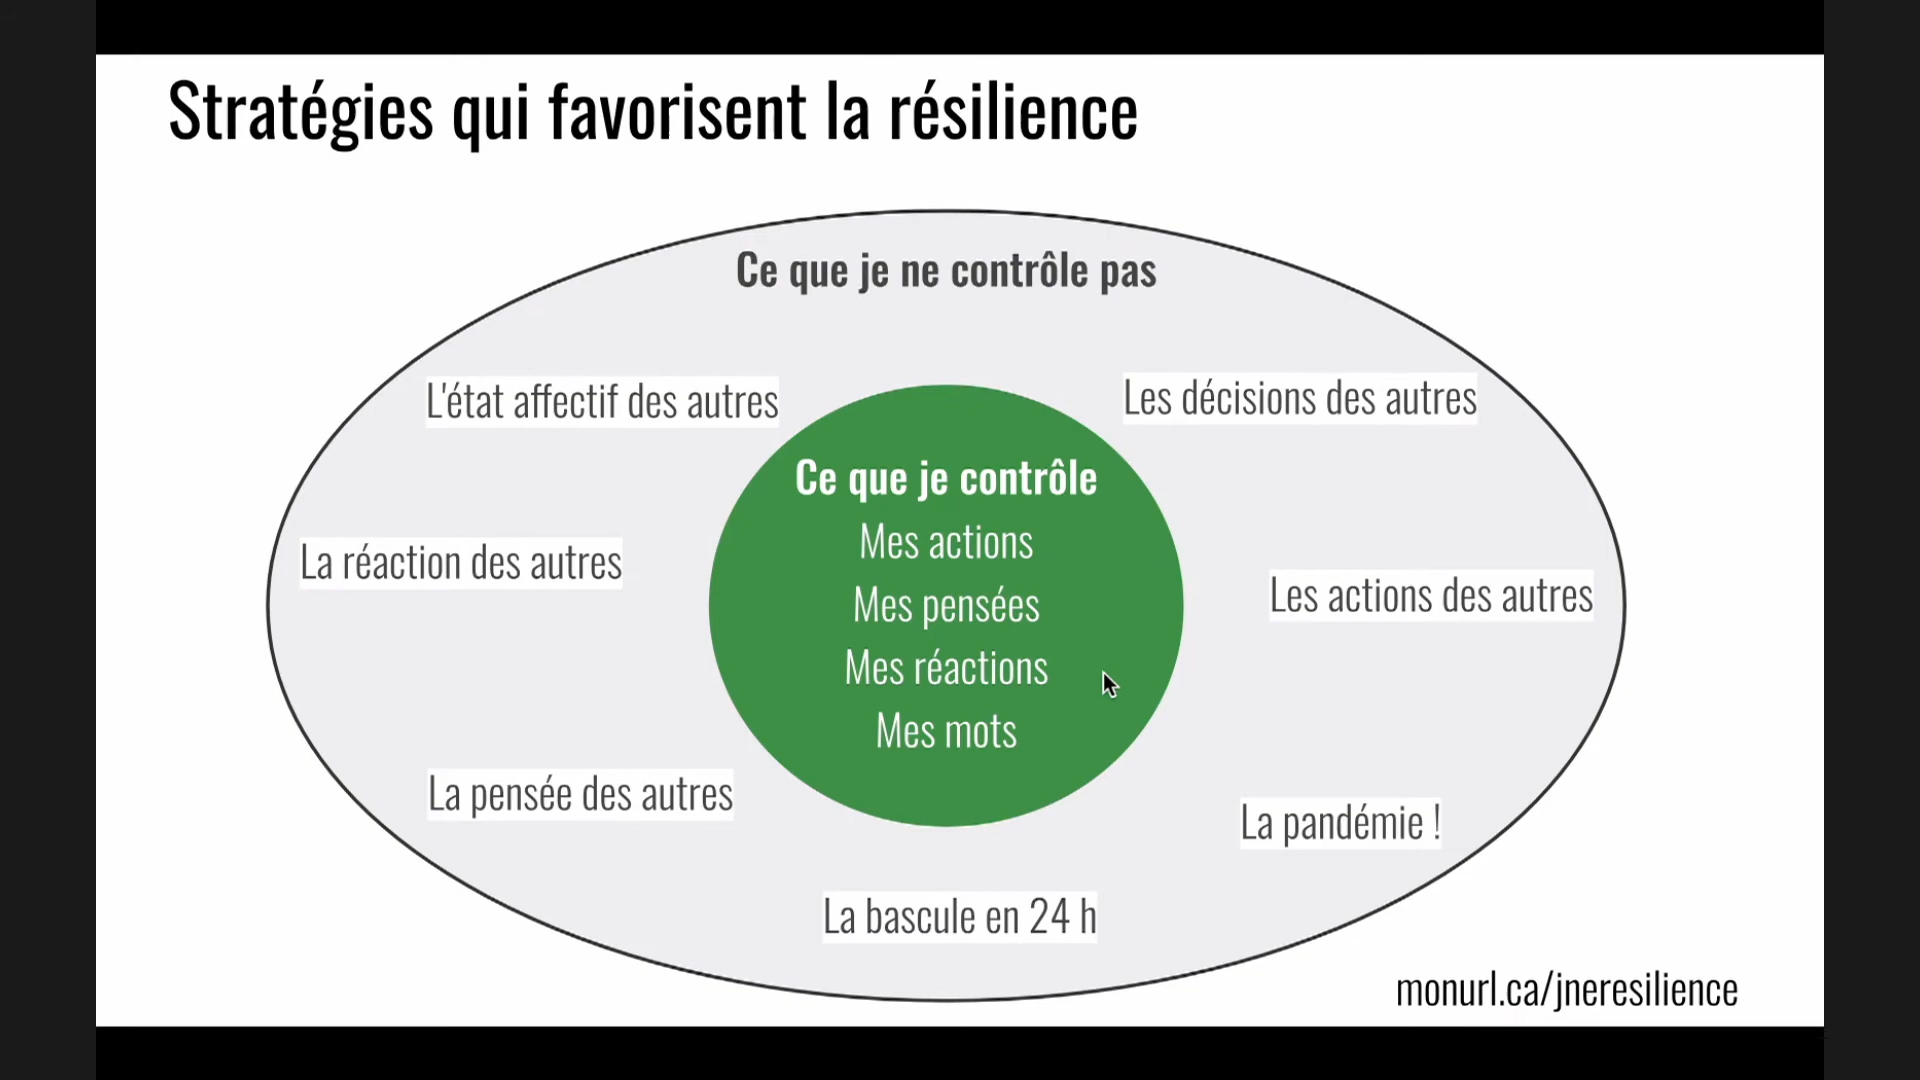 Stratégies qui favorisent la résilience
Ce que je ne contrôle pas
L'état affectif des autres
Les décisions des autres
Ce que je contrôle
Mes actions
Mes pensées
Mes réactions
Mes mots
La réaction des autres
Les actions des autres
La pensée des autres
La pandémie !
La bascule en 24 h
monurl.ca/jneresilience